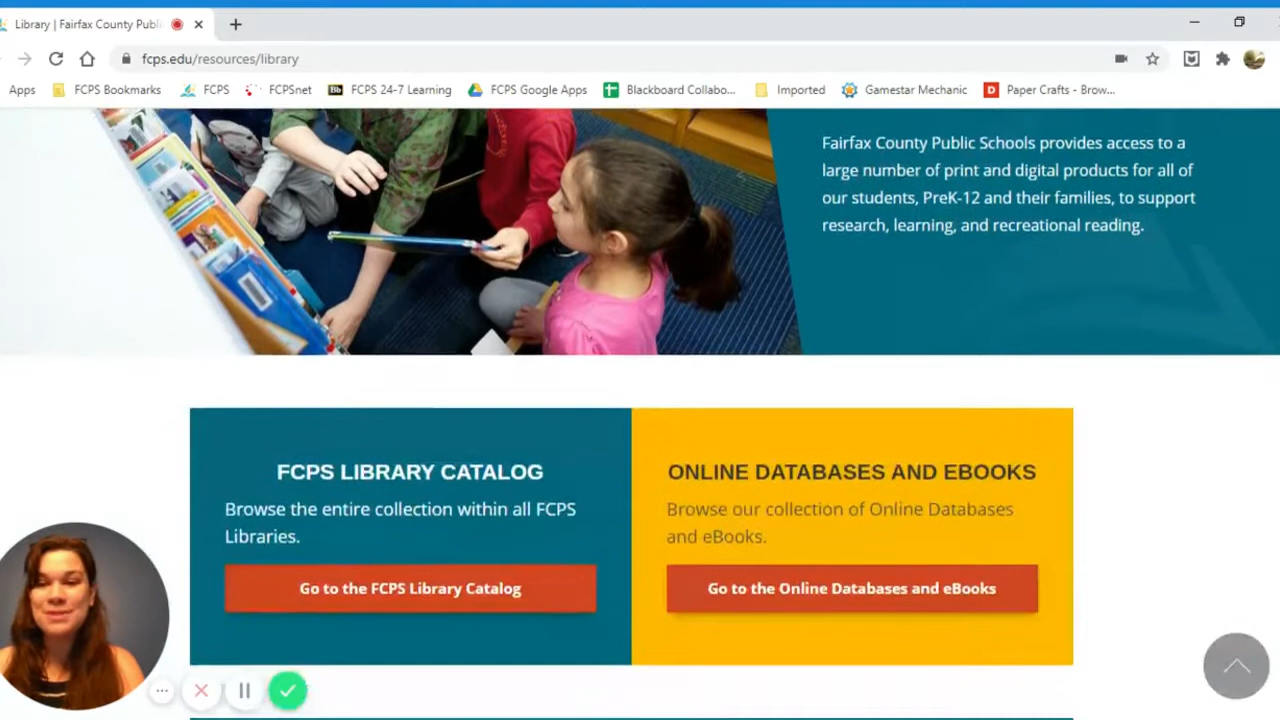 Library | Fairfax County Publi
fcps.edu/resources/library
Apps FCPS Bookmarks FCPS FCPSnet Bb FCPS 24-7 Learning FCPS Google Apps Blackboard Collabo... Imported Gamestar Mechanic Paper Crafts - Brow...
Fairfax County Public Schools provides access to a
large number of print and digital products for all of
our students, PreK-12 and their families, to support
research, learning, and recreational reading.
FCPS LIBRARY CATALOG
Browse the entire collection within all FCPS
Libraries.
Go to the FCPS Library Catalog
ONLINE DATABASES AND EBOOKS
Browse our collection of Online Databases
and eBooks.
Go to the Online Databases and eBooks